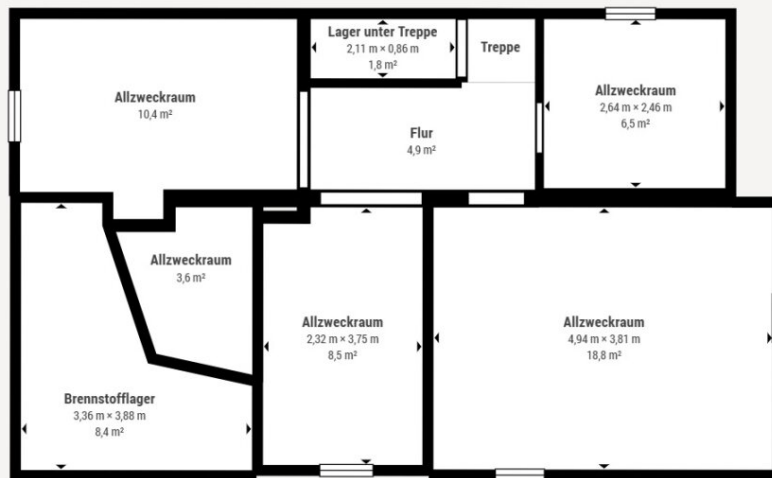 Lager unter Treppe
2,11 m × 0,86 m
1,8 m²
Treppe
Allzweckraum
10,4 m²
Allzweckraum
2,64 m × 2,46 m
6,5 m²
Flur
4,9 m²
Allzweckraum
3,6 m²
Allzweckraum
2,32 m × 3,75 m
8,5 m²
Allzweckraum
4,94 m × 3,81 m
18,8 m²
Brennstofflager
3,36 m × 3,88 m
8,4 m²